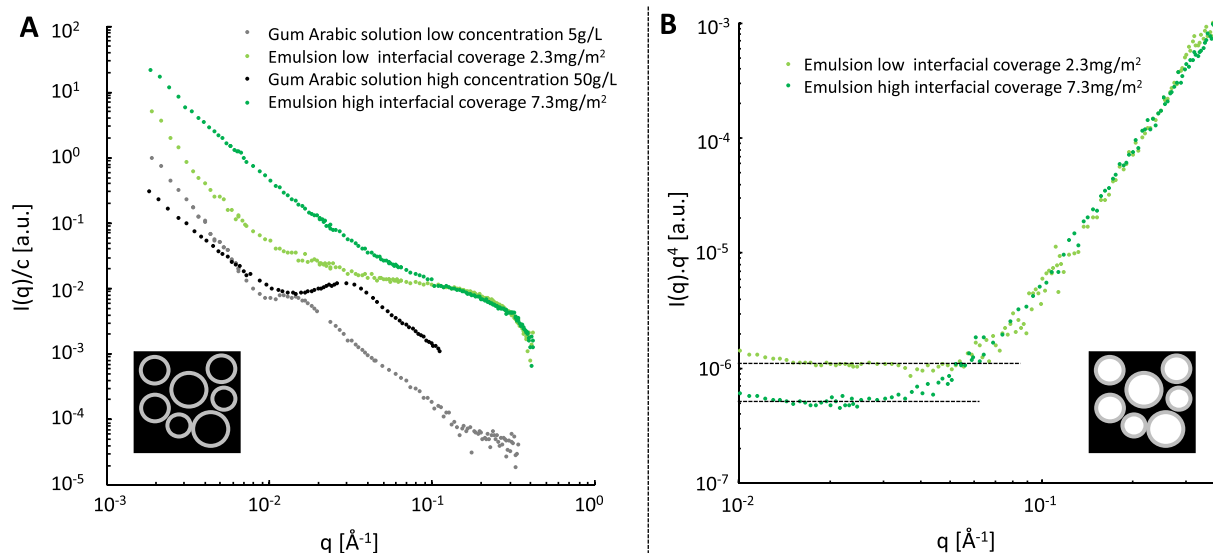 A
Gum Arabic solution low concentration 5g/L
Emulsion low  interfacial coverage 2.3mg/m²
Gum Arabic solution high concentration 50g/L
Emulsion high interfacial coverage 7.3mg/m²
10²
10¹
10⁰
10⁻¹
10⁻²
10⁻³
10⁻⁴
10⁻⁵
I(q)/c [a.u.]
10⁻³
10⁻²
10⁻¹
10⁰
q [Å⁻¹]
B
Emulsion low  interfacial coverage 2.3mg/m²
Emulsion high interfacial coverage 7.3mg/m²
10⁻³
10⁻⁴
10⁻⁵
10⁻⁶
10⁻⁷
I(q).q⁴ [a.u.]
10⁻²
10⁻¹
q [Å⁻¹]